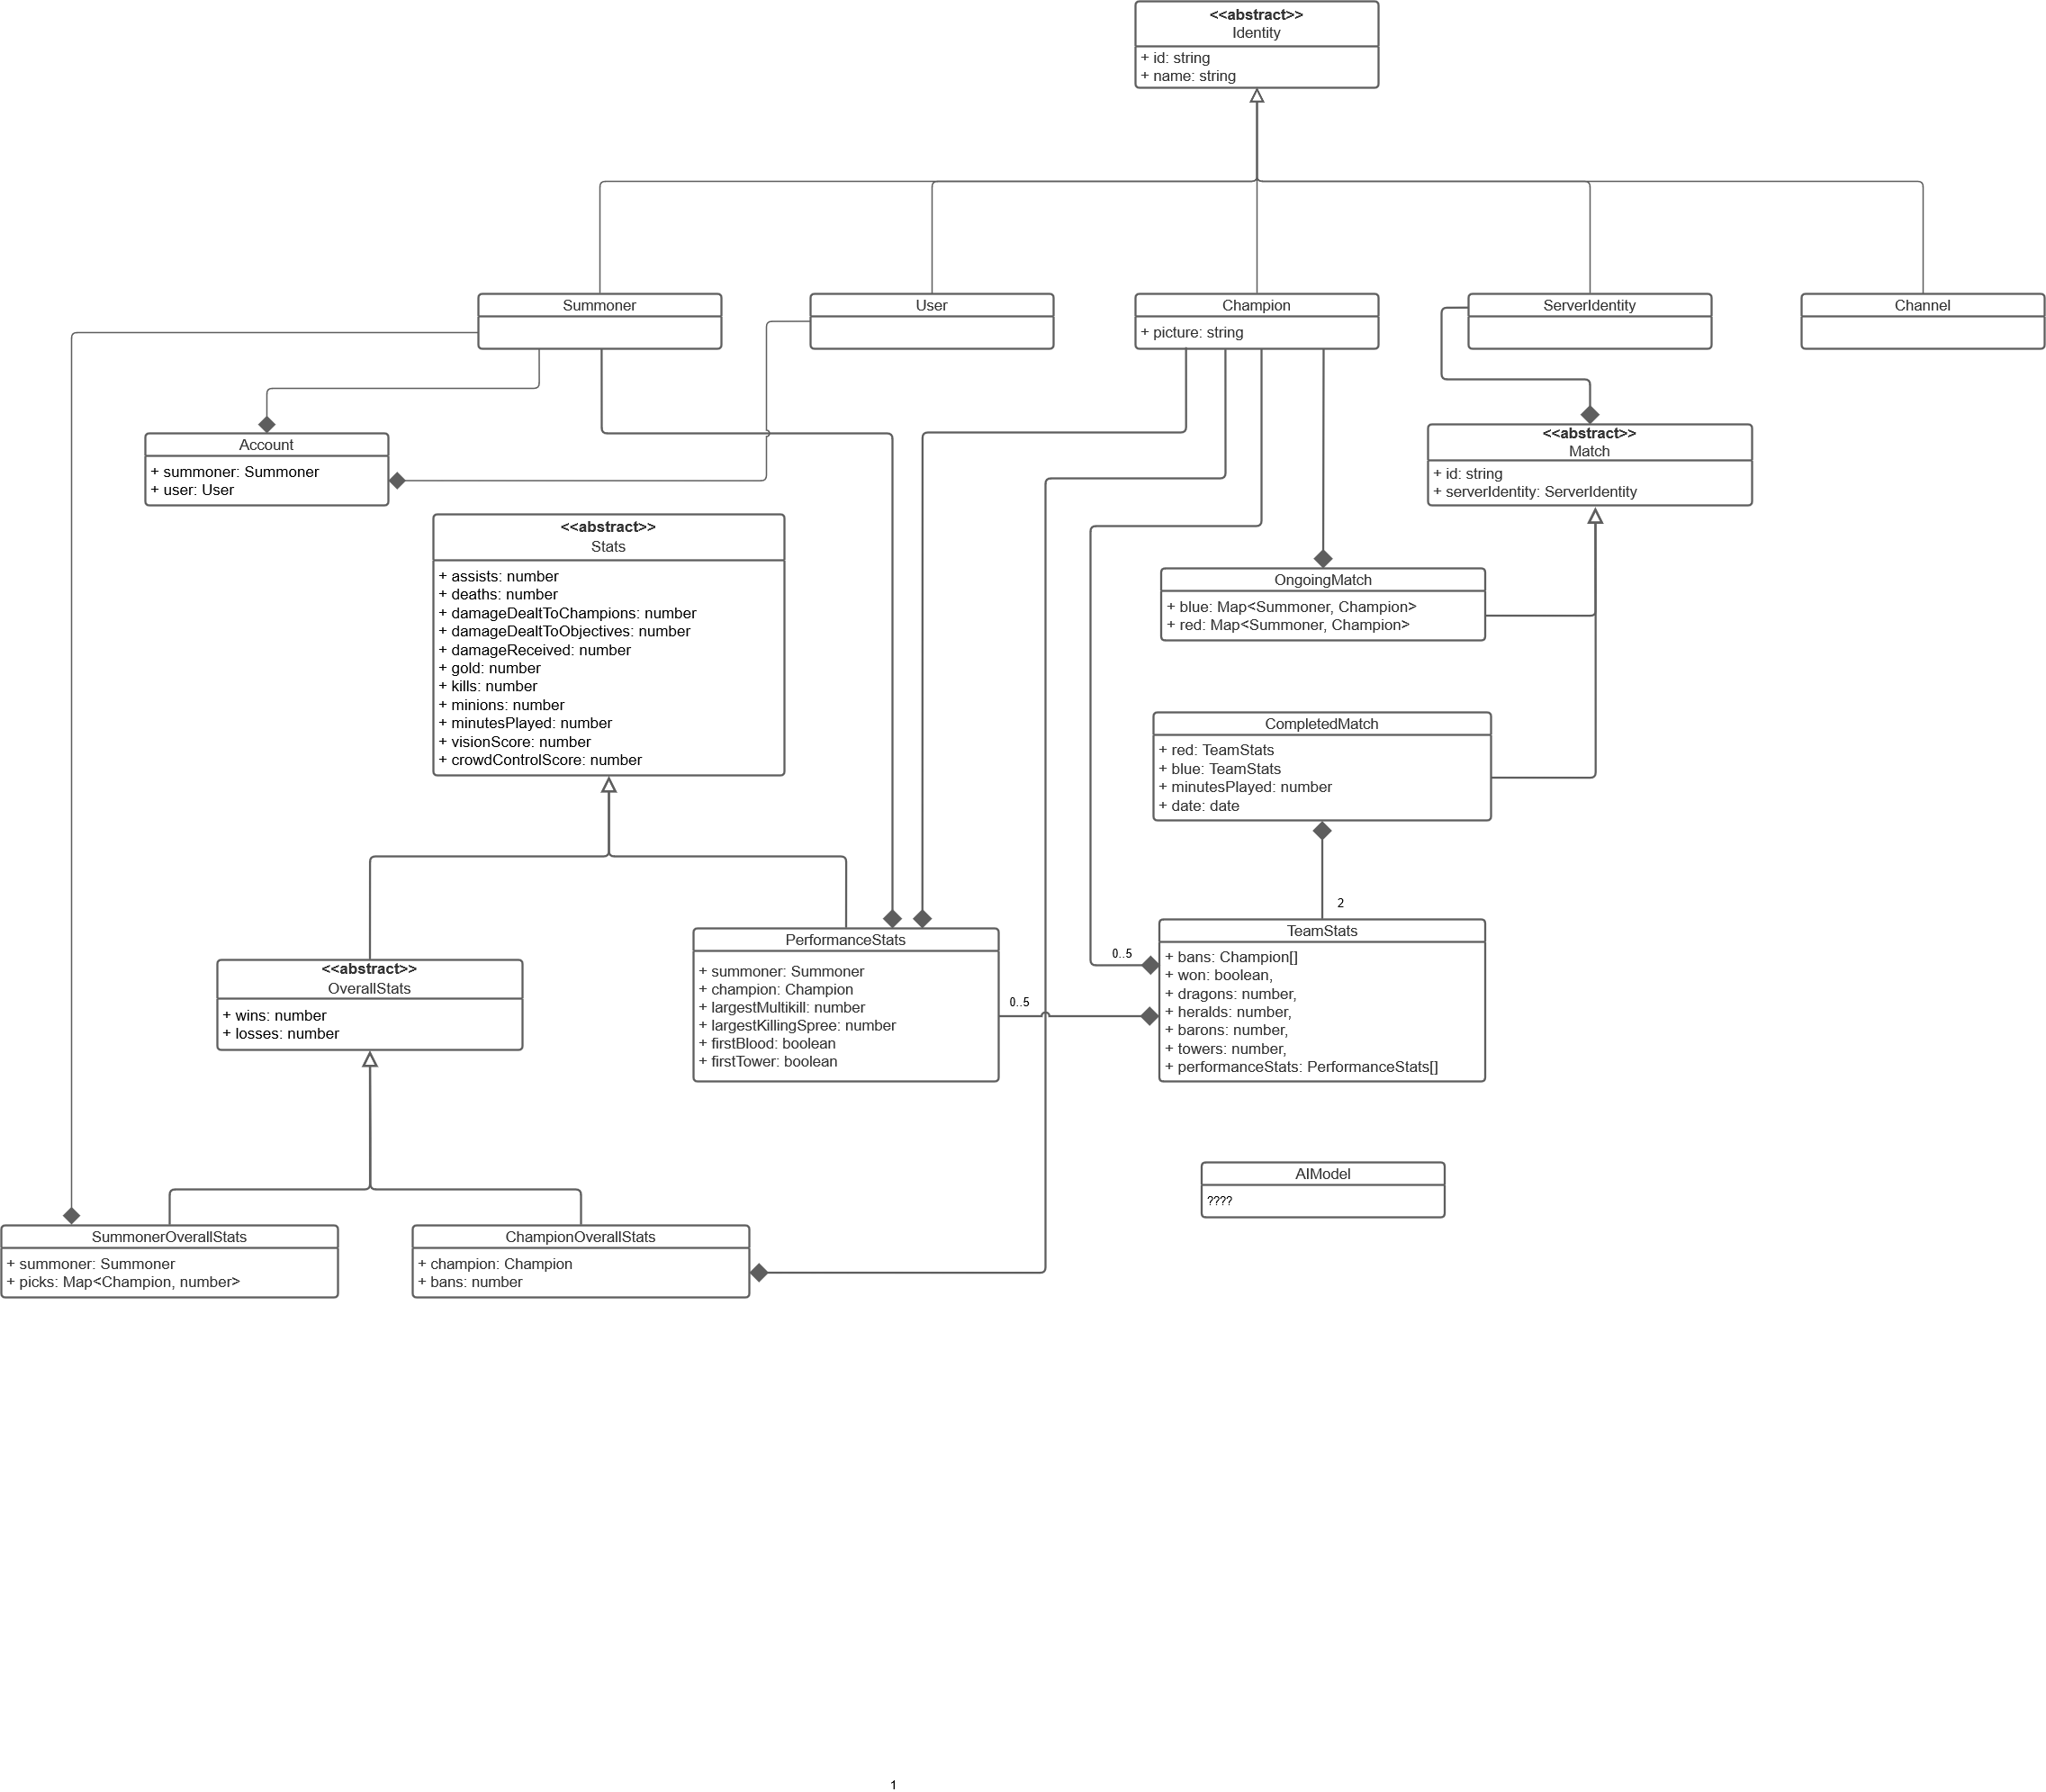 <<abstract>>
Identity
+ id: string
+ name: string
Summoner
User
Champion
+ picture: string
ServerIdentity
Channel
Account
+ summoner: Summoner
+ user: User
<<abstract>>
Match
+ id: string
+ serverIdentity: ServerIdentity
<<abstract>>
Stats
+ assists: number
+ deaths: number
+ damageDealtToChampions: number
+ damageDealtToObjectives: number
+ damageReceived: number
+ gold: number
+ kills: number
+ minions: number
+ minutesPlayed: number
+ visionScore: number
+ crowdControlScore: number
OngoingMatch
+ blue: Map<Summoner, Champion>
+ red: Map<Summoner, Champion>
CompletedMatch
+ red: TeamStats
+ blue: TeamStats
+ minutesPlayed: number
+ date: date
2
<<abstract>>
OverallStats
+ wins: number
+ losses: number
PerformanceStats
+ summoner: Summoner
+ champion: Champion
+ largestMultikill: number
+ largestKillingSpree: number
+ firstBlood: boolean
+ firstTower: boolean
0..5
0..5
TeamStats
+ bans: Champion[]
+ won: boolean,
+ dragons: number,
+ heralds: number,
+ barons: number,
+ towers: number,
+ performanceStats: PerformanceStats[]
AIModel
????
SummonerOverallStats
+ summoner: Summoner
+ picks: Map<Champion, number>
ChampionOverallStats
+ champion: Champion
+ bans: number
1